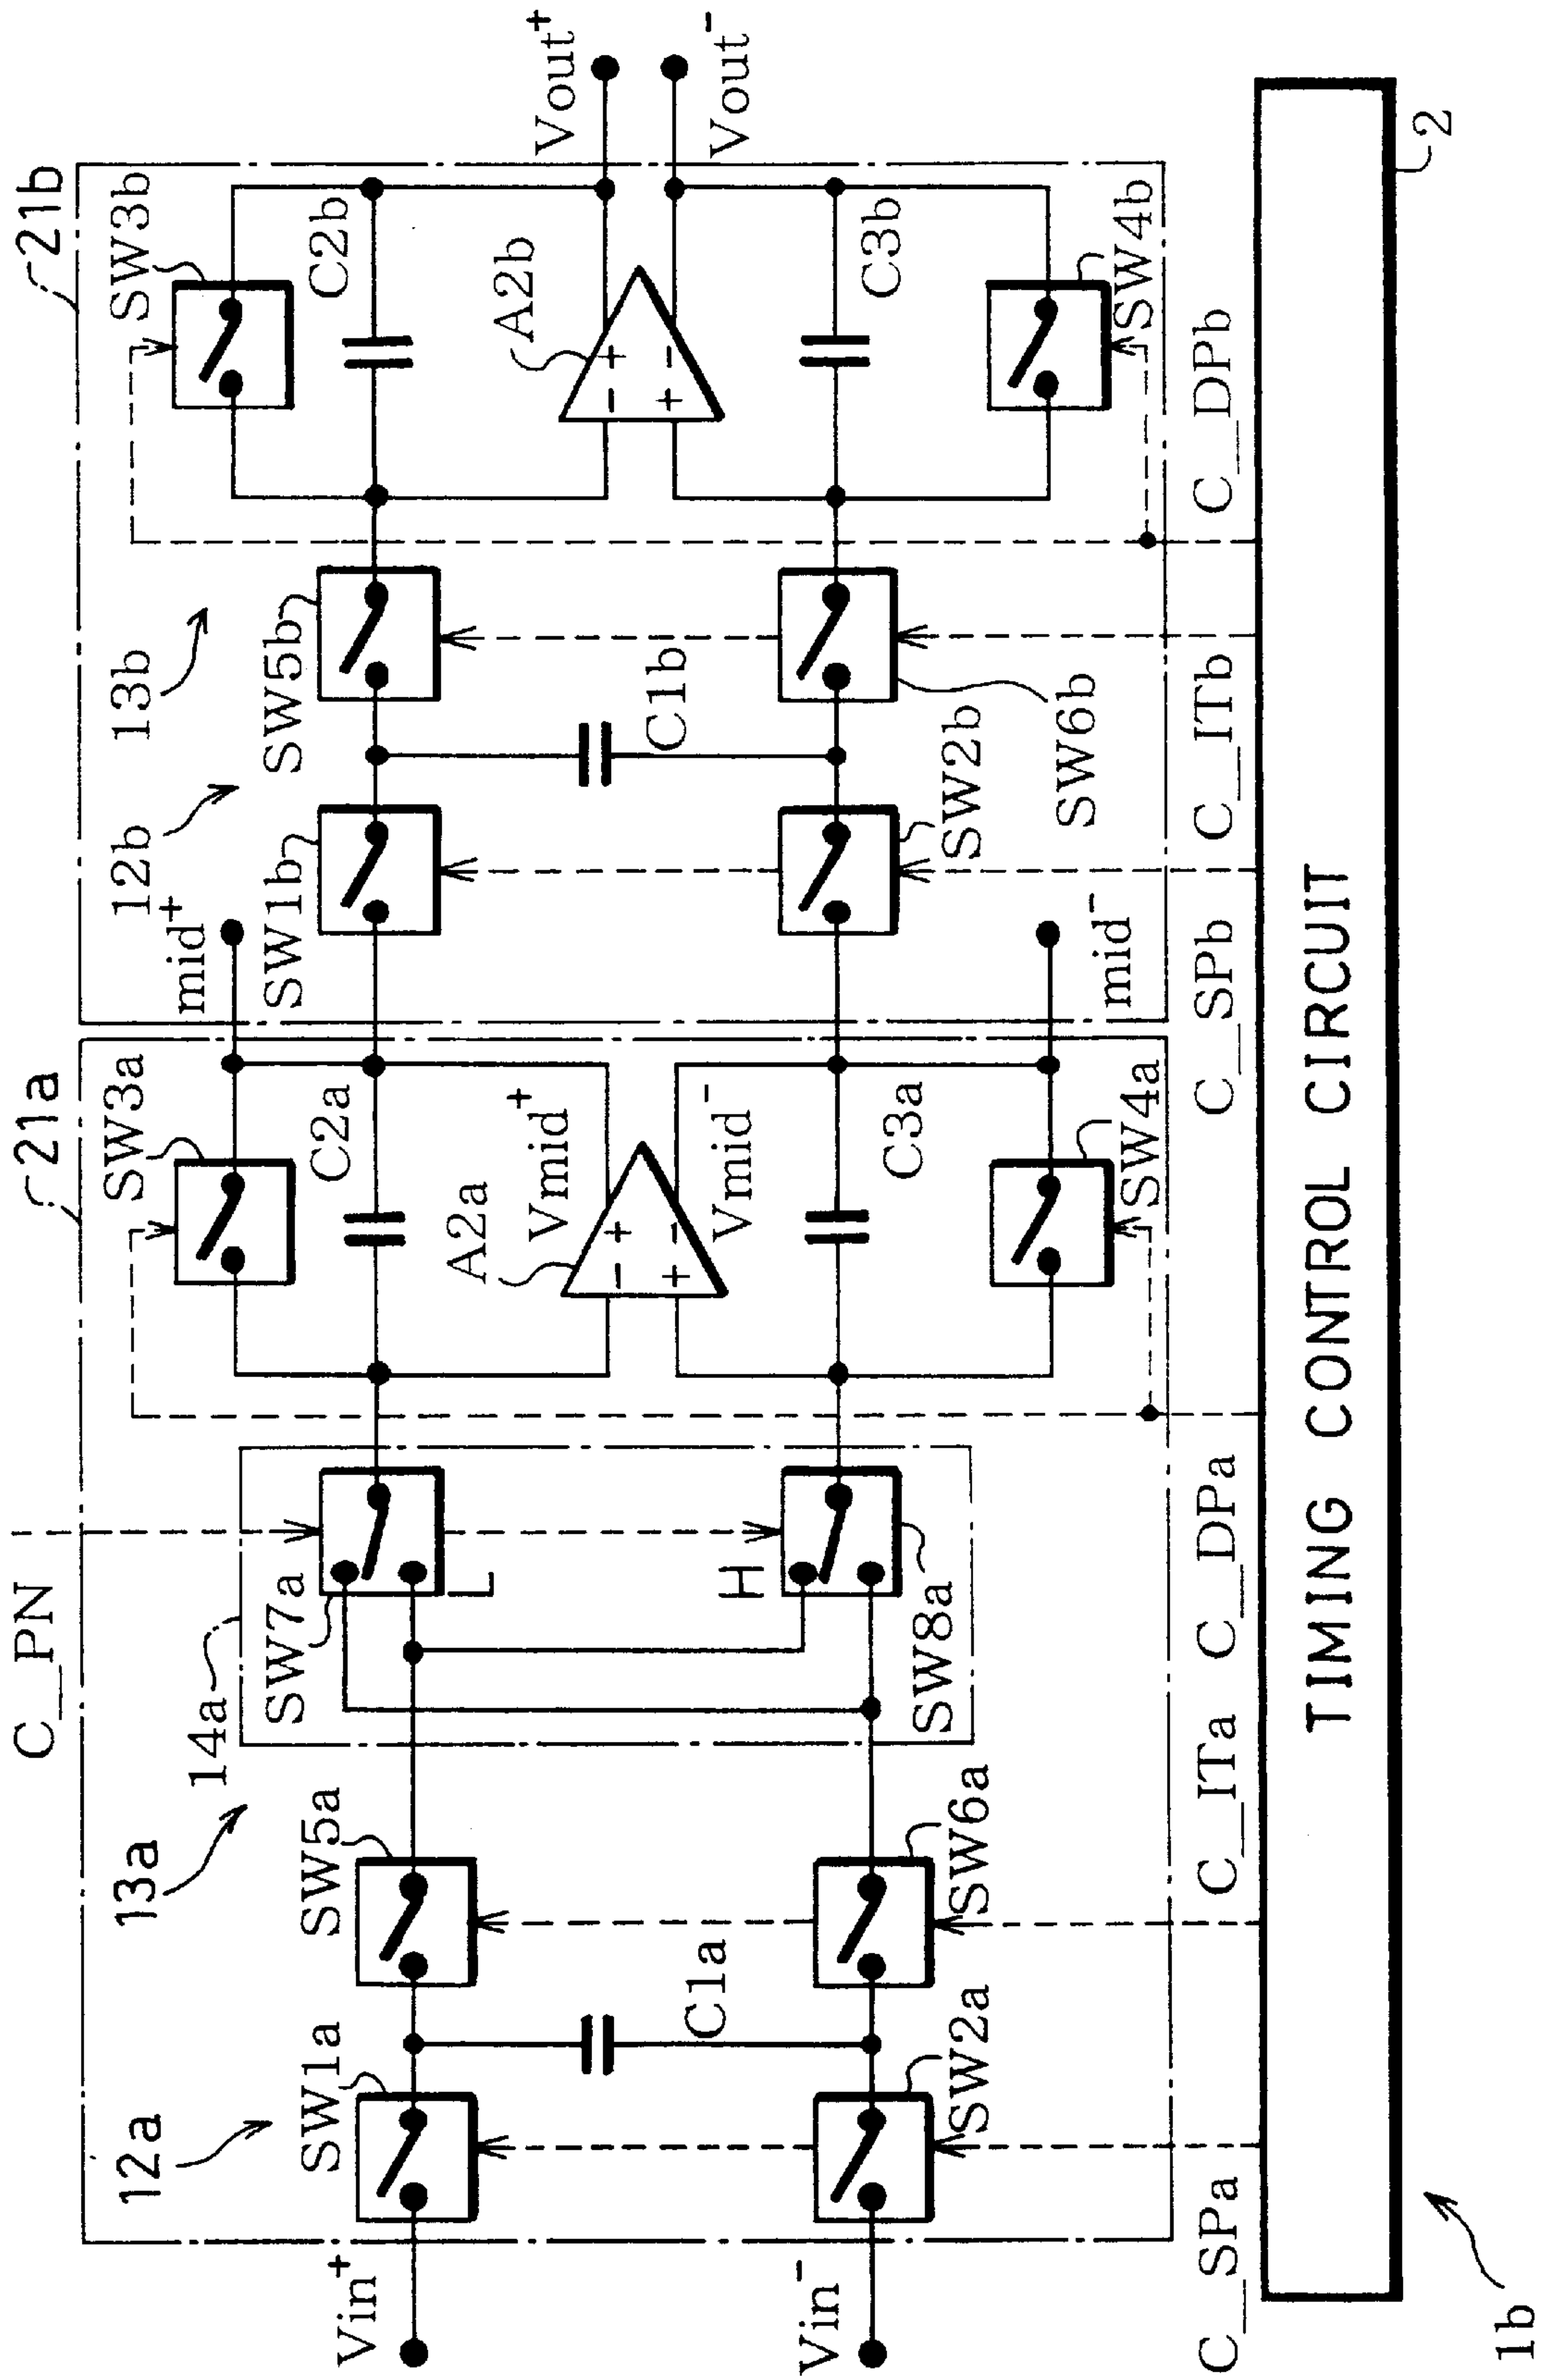 C_PN
21a
21b
12a
13a
14a
12b
13b
SW1a
SW5a
SW7a
L
SW3a
mid+
SW1b
SW5b
SW3b
C2a
C2b
Vin+
C1a
A2a
Vmid+
Vmid-
- +
+ -
C1b
A2b
- +
+ -
Vout+
Vout-
H
C3a
C3b
Vin-
SW2a
SW6a
SW8a
SW4a
mid-
SW2b
SW6b
SW4b
C_SPa
C_ITa
C_DPa
C_SPb
C_ITb
C_DPb
TIMING CONTROL CIRCUIT
2
1b